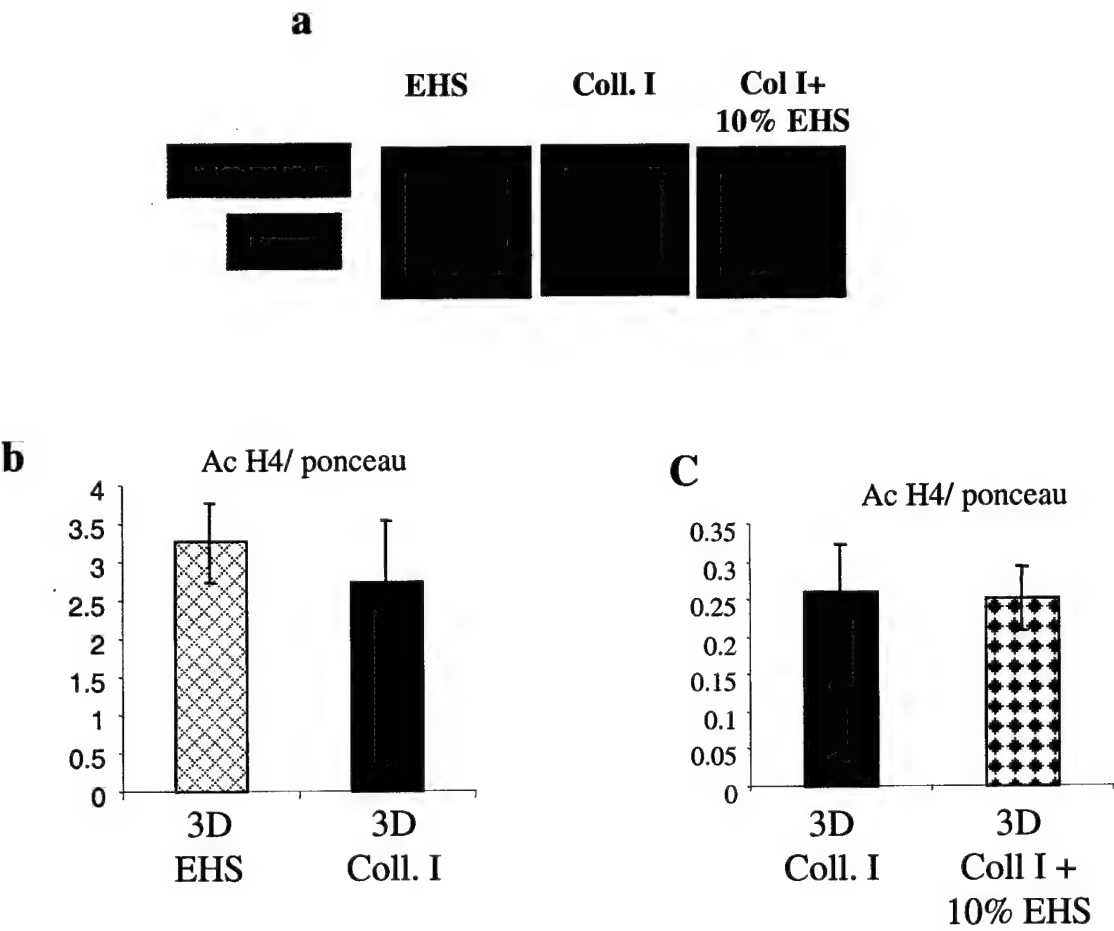 a
EHS
Coll. I
Col I+
10% EHS
b
Ac H4/ ponceau
4
3.5
3
2.5
2
1.5
1
0.5
0
3D
EHS
3D
Coll. I
C
Ac H4/ ponceau
0.35
0.3
0.25
0.2
0.15
0.1
0.05
0
3D
Coll. I
3D
Coll I +
10% EHS